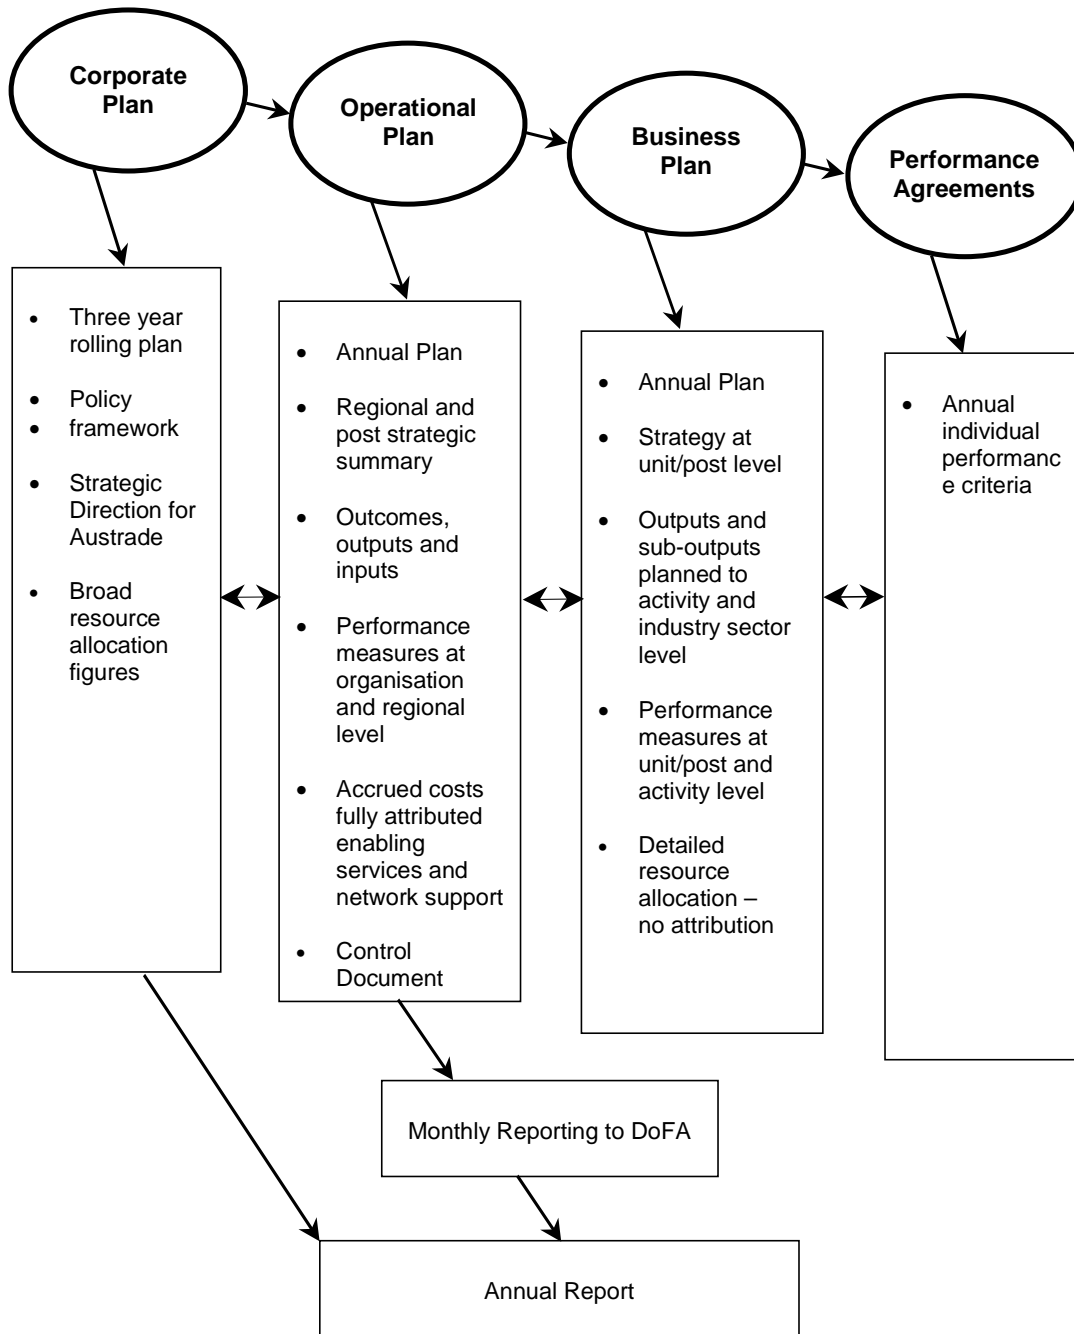 Corporate
Plan
Operational
Plan
Business
Plan
Performance
Agreements
• Three year
rolling plan
• Policy
• framework
• Strategic
Direction for
Austrade
• Broad
resource
allocation
figures
• Annual Plan
• Regional and
post strategic
summary
• Outcomes,
outputs and
inputs
• Performance
measures at
organisation
and regional
level
• Accrued costs
fully attributed
enabling
services and
network support
• Control
Document
• Annual Plan
• Strategy at
unit/post level
• Outputs and
sub-outputs
planned to
activity and
industry sector
level
• Performance
measures at
unit/post and
activity level
• Detailed
resource
allocation –
no attribution
• Annual
individual
performanc
e criteria
Monthly Reporting to DoFA
Annual Report